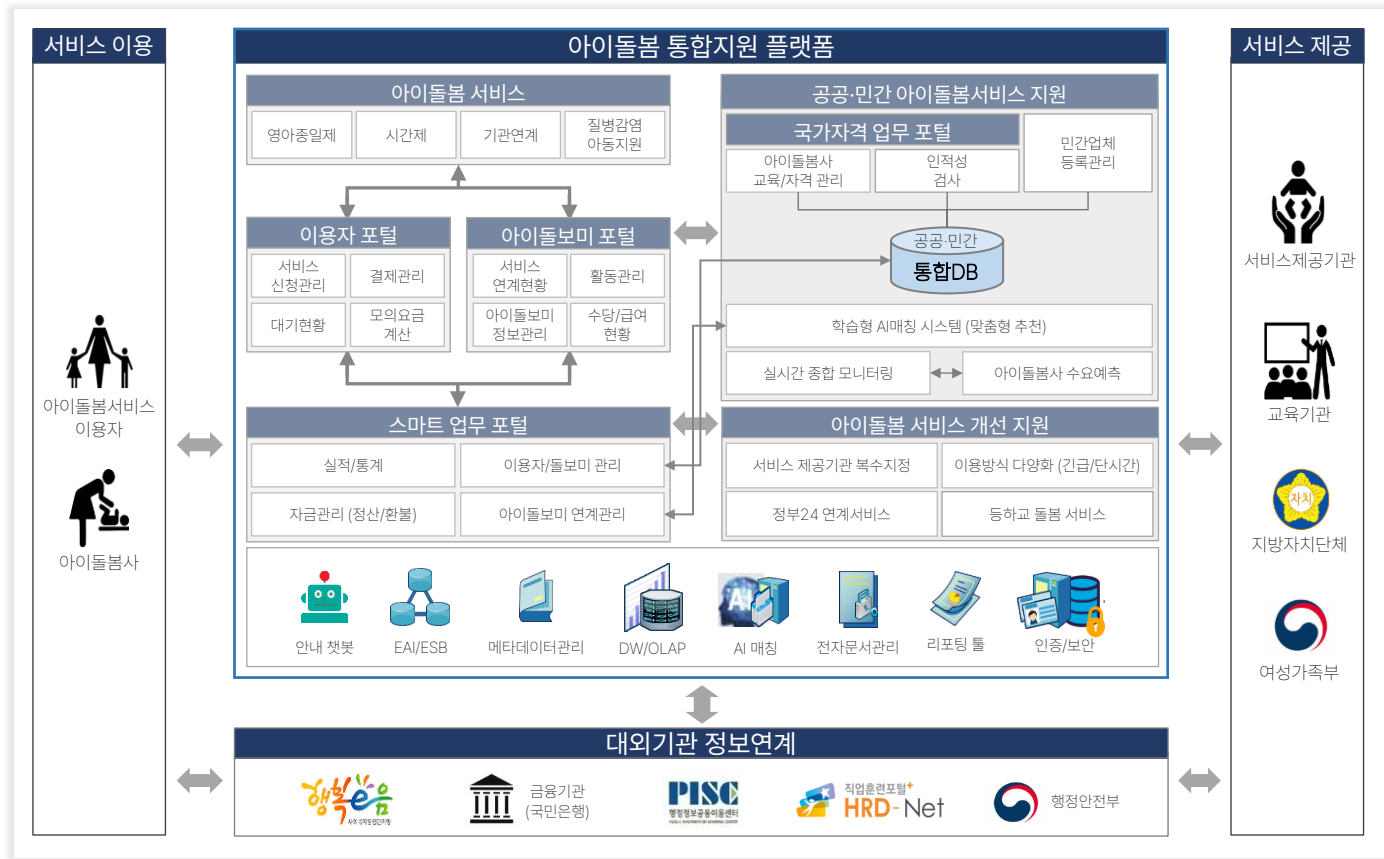 서비스 이용
아이돌봄서비스
이용자
아이돌봄사
아이돌봄 통합지원 플랫폼
아이돌봄 서비스
영아종일제
시간제
기관연계
질병감염
아동지원
이용자 포털
서비스
신청관리
결제관리
대기현황
모의요금
계산
아이돌보미 포털
서비스
연계현황
활동관리
아이돌보미
정보관리
수당/급여
현황
공공·민간 아이돌봄서비스 지원
국가자격 업무 포털
아이돌봄사
교육/자격 관리
인적성
검사
민간업체
등록관리
공공·민간
통합DB
학습형 AI매칭 시스템 (맞춤형 추천)
실시간 종합 모니터링
아이돌봄사 수요예측
스마트 업무 포털
실적/통계
이용자/돌보미 관리
자금관리 (정산/환불)
아이돌보미 연계관리
아이돌봄 서비스 개선 지원
서비스 제공기관 복수지정
이용방식 다양화 (긴급/단시간)
정부24 연계서비스
등하교 돌봄 서비스
AI
안내 챗봇
EAI/ESB
메타데이터관리
DW/OLAP
AI 매칭
전자문서관리
리포팅 툴
인증/보안
대외기관 정보연계
행복e음
금융기관
(국민은행)
PISC
행정정보공동이용센터
직업훈련포털+
HRD-Net
행정안전부
서비스 제공
서비스제공기관
교육기관
자치
지방자치단체
여성가족부